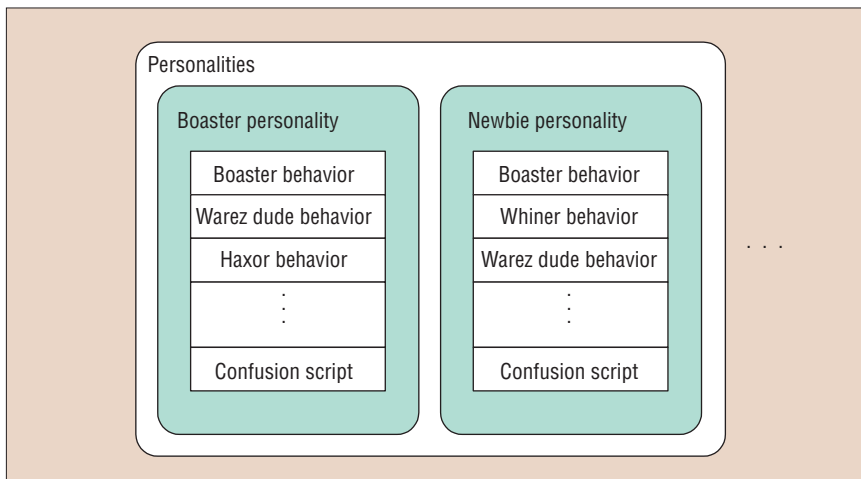 Personalities
Boaster personality
Boaster behavior
Warez dude behavior
Haxor behavior
.
.
.
Confusion script
Newbie personality
Boaster behavior
Whiner behavior
Warez dude behavior
.
.
.
Confusion script
. . .